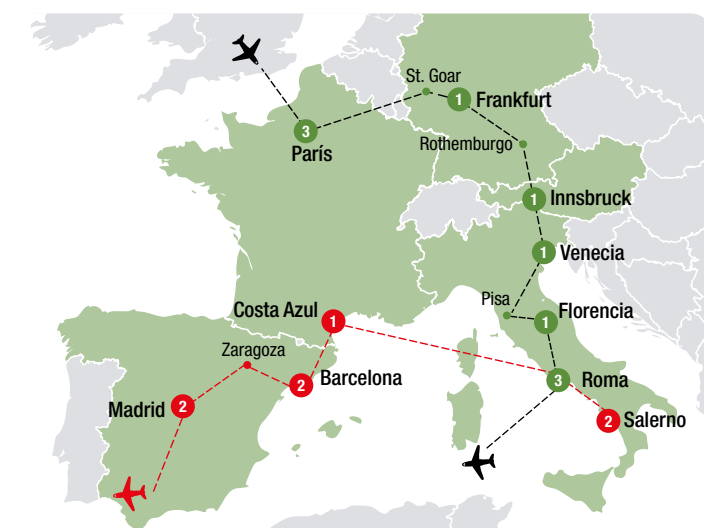 St. Goar
1 Frankfurt
3
París
Rothemburgo
1 Innsbruck
1 Venecia
Pisa
Florencia
1
Costa Azul 1
Zaragoza
2 Barcelona
3 Roma
Madrid 2
2 Salerno